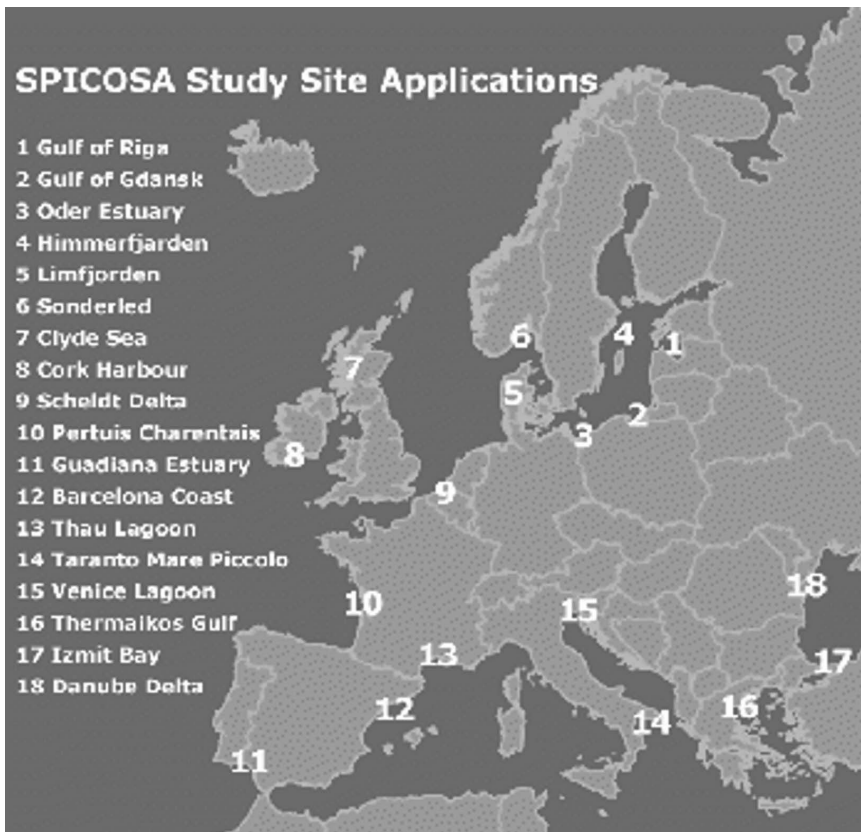 SPICOSA Study Site Applications
1 Gulf of Riga
2 Gulf of Gdansk
3 Oder Estuary
4 Himmerfjarden
5 Limfjorden
6 Sonderled
7 Clyde Sea
8 Cork Harbour
9 Scheldt Delta
10 Pertuis Charentais
11 Guadiana Estuary
12 Barcelona Coast
13 Thau Lagoon
14 Taranto Mare Piccolo
15 Venice Lagoon
16 Thermaikos Gulf
17 Izmit Bay
18 Danube Delta
6
4
1
7
5
2
3
8
9
18
10
15
13
17
12
16
14
11